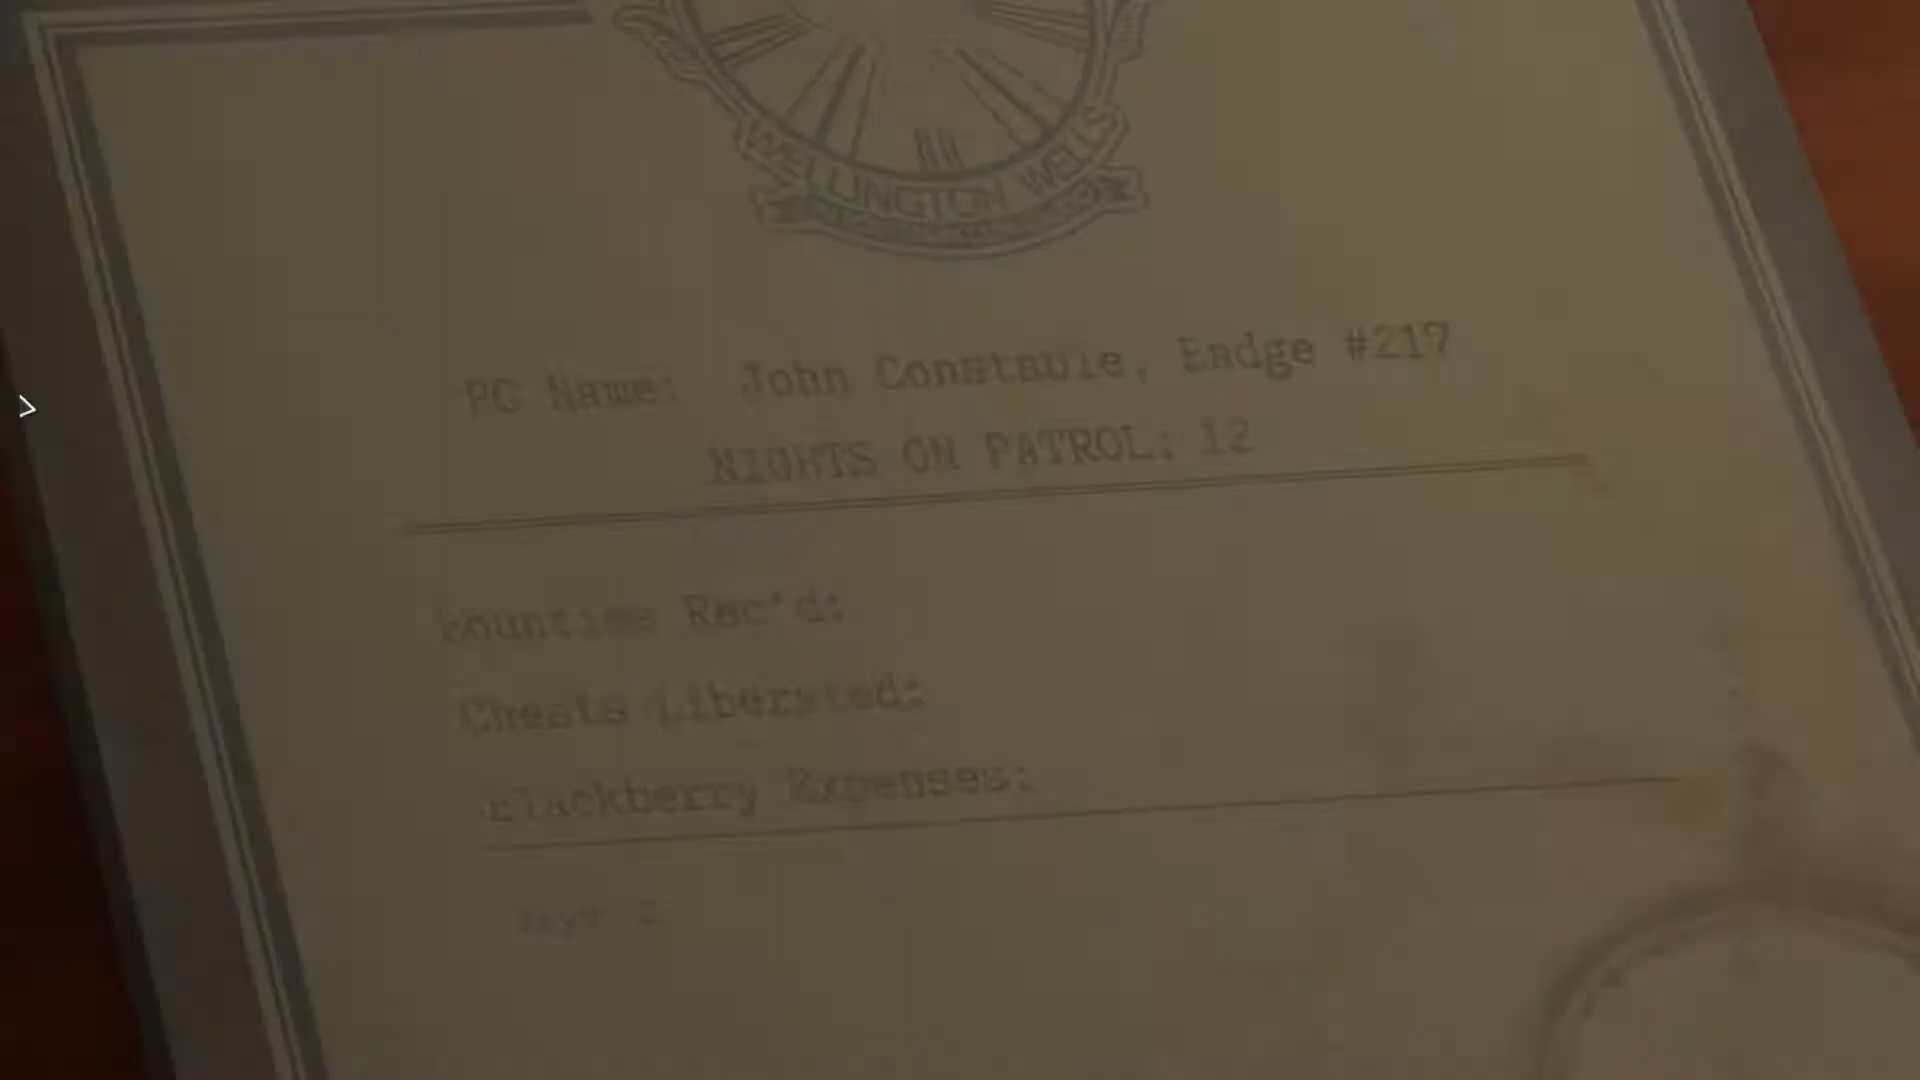 WELLINGTON WELLS
PC Name: John Constable, Badge #217
NIGHTS ON PATROL: 12
Bounties Rec'd:
Chests Liberated:
Blackberry Expenses: